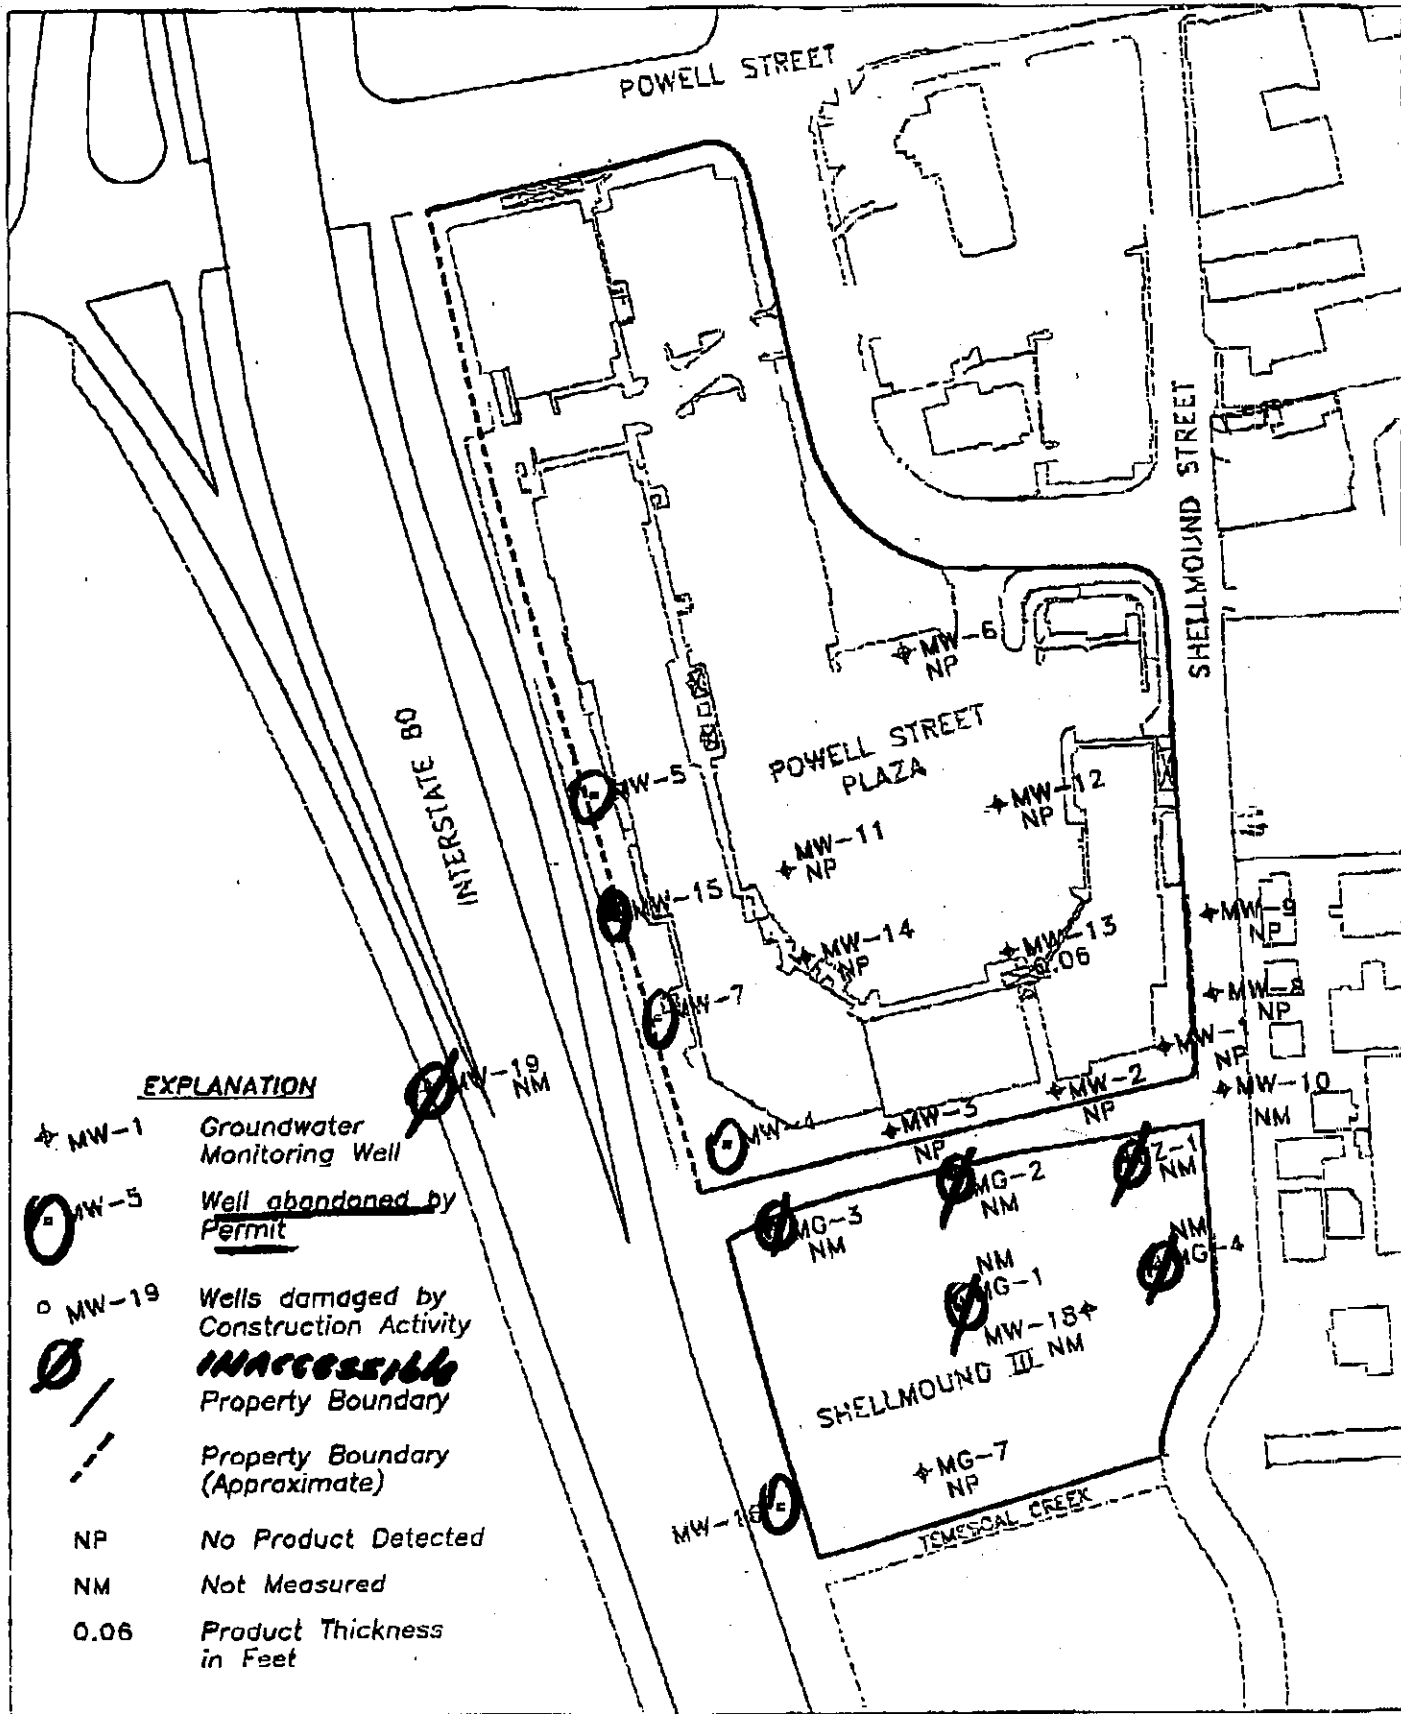 POWELL STREET
SHELLMOUND STREET
MW-6
NP
POWELL STREET
PLAZA
INTERSTATE 80
MW-5
MW-12
NP
MW-11
NP
MW-15
MW-9
NP
MW-14
NP
MW-13
0.06
MW-7
MW-8
NP
MW-
NP
MW-19
NM
MW-2
NP
MW-10
NM
MW-3
NP
MW-4
Z-1
NM
MG-2
NM
MG-3
NM
NM
MG-4
NM
MG-1
MW-18
NM
SHELLMOUND III
MG-7
NP
MW-1
TEMESCAL CREEK
EXPLANATION
MW-1 Groundwater
Monitoring Well
MW-5 Well abandoned by
Permit
MW-19 Wells damaged by
Construction Activity
INACCESSIBLE
Property Boundary
Property Boundary
(Approximate)
NP No Product Detected
NM Not Measured
0.06 Product Thickness
in Feet